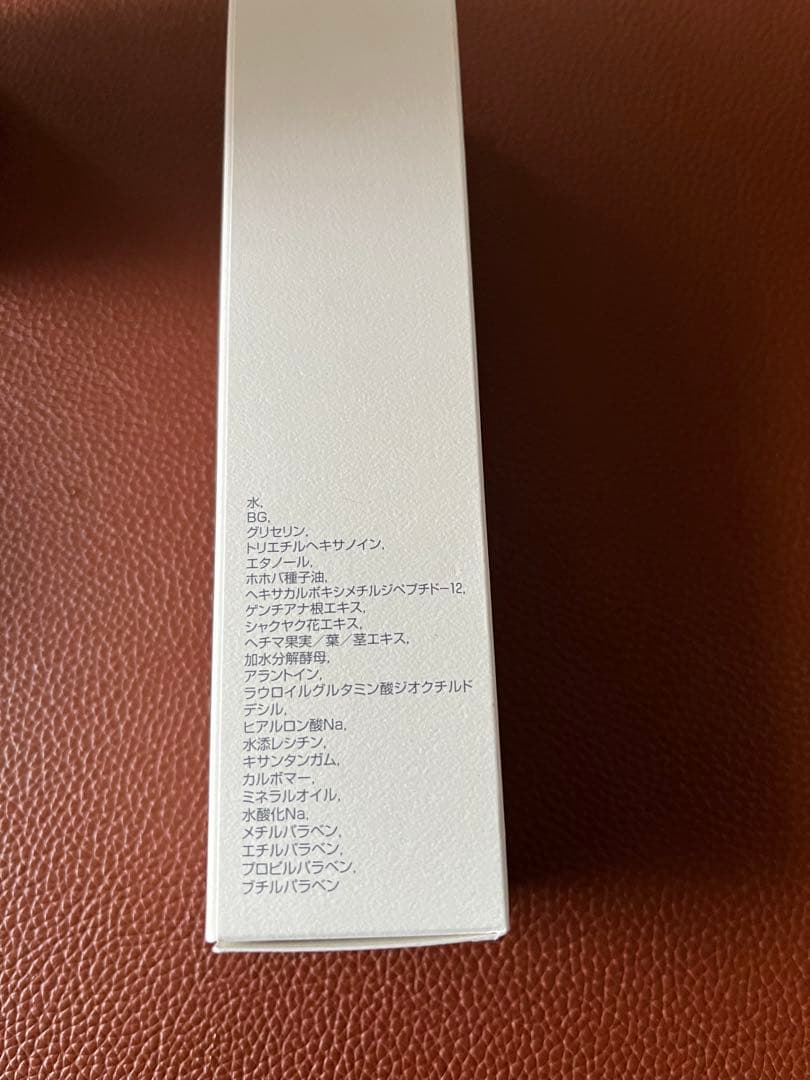 水,
BG,
グリセリン,
トリエチルヘキサノイン,
エタノール,
ホホバ種子油,
ヘキサカルボキシメチルジペプチド-12,
ゲンチアナ根エキス,
シャクヤク花エキス,
ヘチマ果実/葉/茎エキス,
加水分解酵母,
アラントイン,
ラウロイルグルタミン酸ジオクチルド
デシル,
ヒアルロン酸Na,
水添レシチン,
キサンタンガム,
カルボマー,
ミネラルオイル,
水酸化Na,
メチルパラベン,
エチルパラベン,
プロピルパラベン,
ブチルパラベン